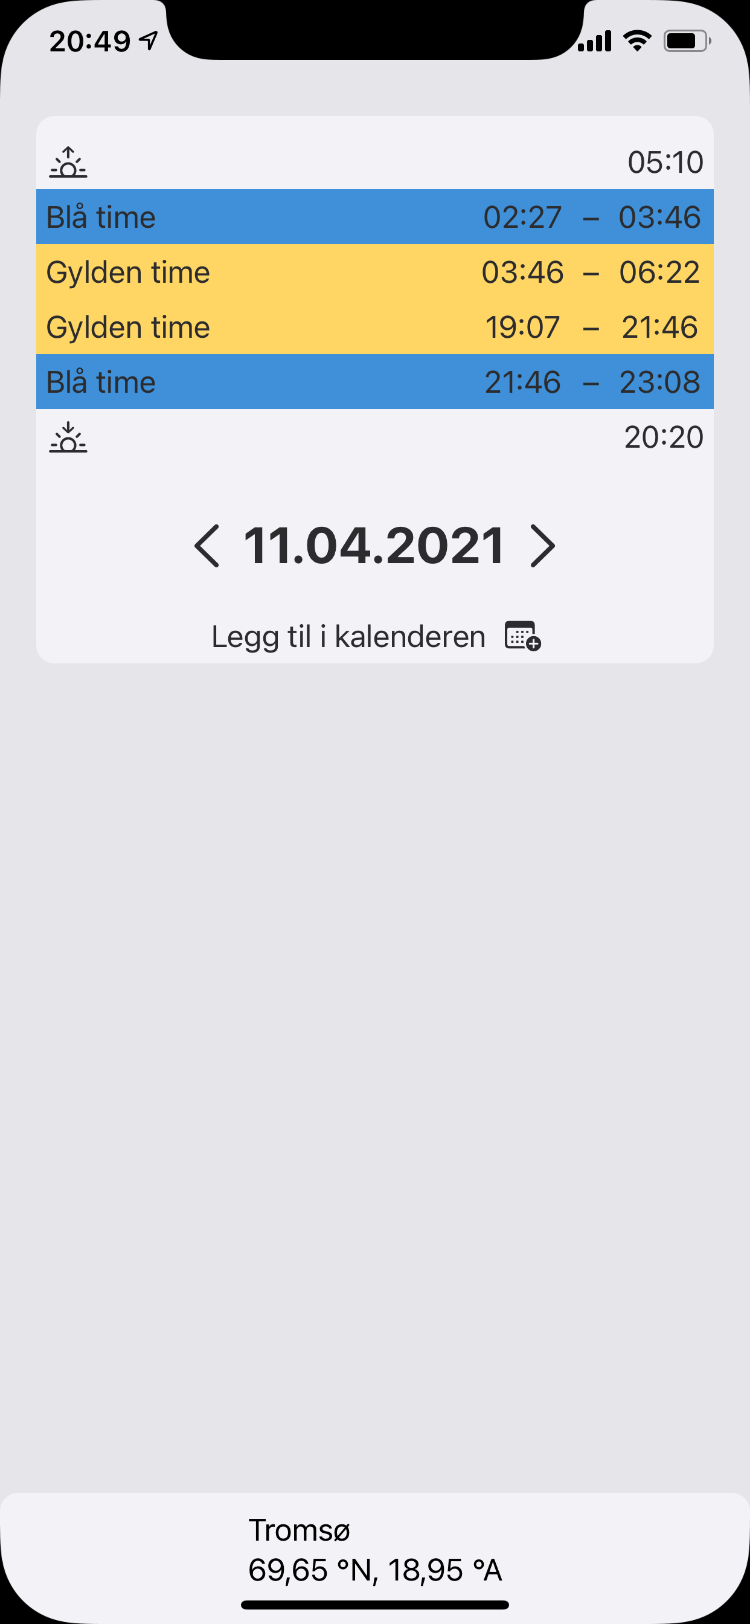 20:49
05:10
Blå time 02:27 – 03:46
Gylden time 03:46 – 06:22
Gylden time 19:07 – 21:46
Blå time 21:46 – 23:08
20:20
11.04.2021
Legg til i kalenderen
Tromsø
69,65 °N, 18,95 °A